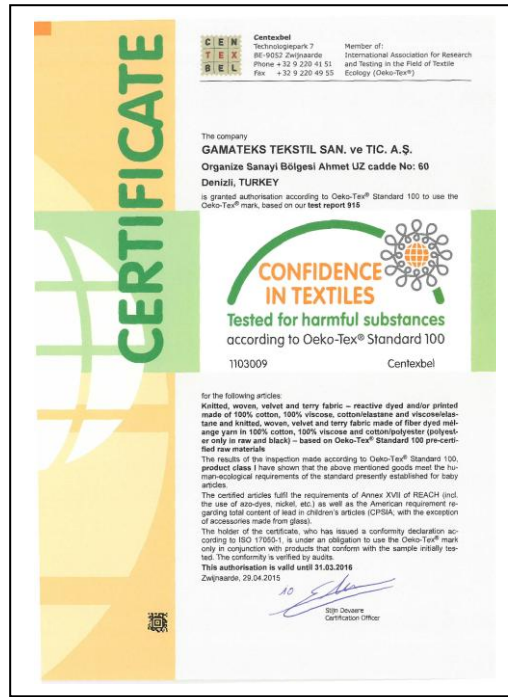 CERTIFICATE
CEN
TEX
BEL
Centexbel
Technologiepark 7
BE-9052 Zwijnaarde
Phone +32 9 220 41 51
Fax +32 9 220 49 55
Member of:
International Association for Research
and Testing in the Field of Textile
Ecology (Oeko-Tex®)
The company
GAMATEKS TEKSTIL SAN. ve TIC. A.Ş.
Organize Sanayi Bölgesi Ahmet UZ cadde No: 60
Denizli, TURKEY
is granted authorisation according to Oeko-Tex® Standard 100 to use the
Oeko-Tex® mark, based on our test report 915
CONFIDENCE
IN TEXTILES
Tested for harmful substances
according to Oeko-Tex® Standard 100
1103009 Centexbel
for the following articles:
Knitted, woven, velvet and terry fabric – reactive dyed and/or printed
made of 100% cotton, 100% viscose, cotton/elastane and viscose/elas-
tane and knitted, woven, velvet and terry fabric made of fiber dyed mél-
ange yarn in 100% cotton, 100% viscose and cotton/polyester (polyest-
er only in raw and black) – based on Oeko-Tex® Standard 100 pre-certi-
fied raw materials
The results of the inspection made according to Oeko-Tex® Standard 100,
product class I have shown that the above mentioned goods meet the hu-
man-ecological requirements of the standard presently established for baby
articles.
The certified articles fulfil the requirements of Annex XVII of REACH (incl.
the use of azo-dyes, nickel, etc.) as well as the American requirement re-
garding total content of lead in children's articles (CPSIA; with the exception
of accessories made from glass).
The holder of the certificate, who has issued a conformity declaration ac-
cording to ISO 17050-1, is under an obligation to use the Oeko-Tex® mark
only in conjunction with products that conform with the sample initially tes-
ted. The conformity is verified by audits.
This authorisation is valid until 31.03.2016
Zwijnaarde, 29.04.2015
Stijn Devaere
Certification Officer